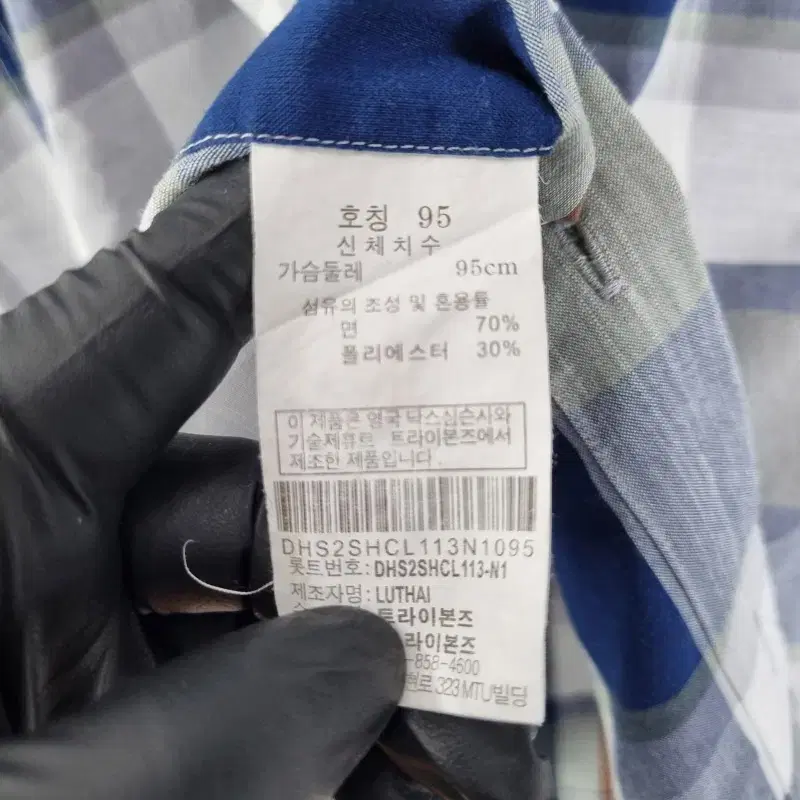 호칭 95
신체치수
가슴둘레 95cm
섬유의 조성 및 혼용률
면 70%
폴리에스터 30%
이 제품은 영국 닥스심슨사와
기술제휴로 트라이본즈에서
제조한 제품입니다.
DHS2SHCL113N1095
롯트번호: DHS2SHCL113-N1
제조자명: LUTHAI
트라이본즈
라이본즈
-858-4600
현로 323 MTU빌딩